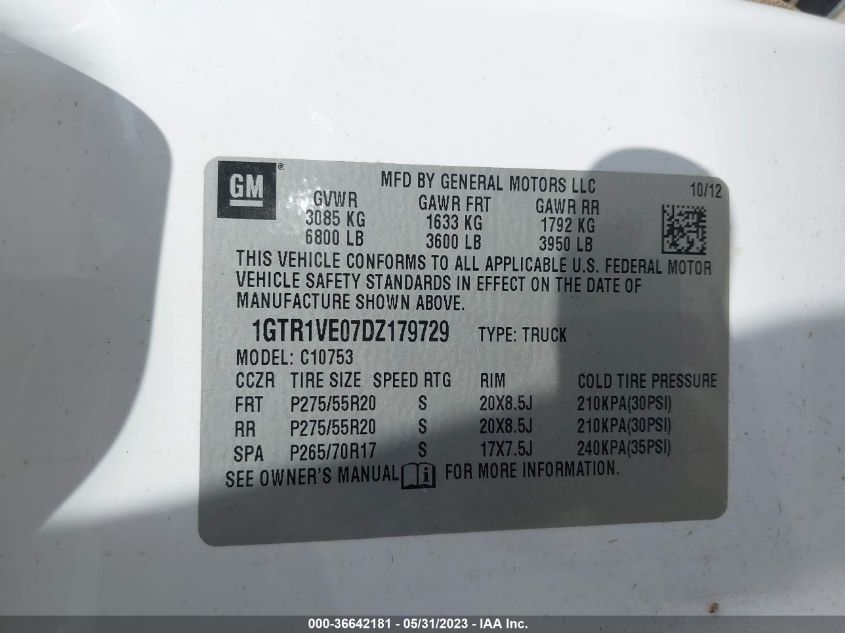 GM ®
MFD BY GENERAL MOTORS LLC 10/12
GVWR GAWR FRT GAWR RR
3085 KG 1633 KG 1792 KG
6800 LB 3600 LB 3950 LB
THIS VEHICLE CONFORMS TO ALL APPLICABLE U.S. FEDERAL MOTOR
VEHICLE SAFETY STANDARDS IN EFFECT ON THE DATE OF
MANUFACTURE SHOWN ABOVE.
1GTR1VE07DZ179729 TYPE: TRUCK
MODEL: C10753
CCZR TIRE SIZE SPEED RTG RIM COLD TIRE PRESSURE
FRT P275/55R20 S 20X8.5J 210KPA(30PSI)
RR P275/55R20 S 20X8.5J 210KPA(30PSI)
SPA P265/70R17 S 17X7.5J 240KPA(35PSI)
SEE OWNER'S MANUAL i FOR MORE INFORMATION.
000-36642181 - 05/31/2023 - www.iaai.com